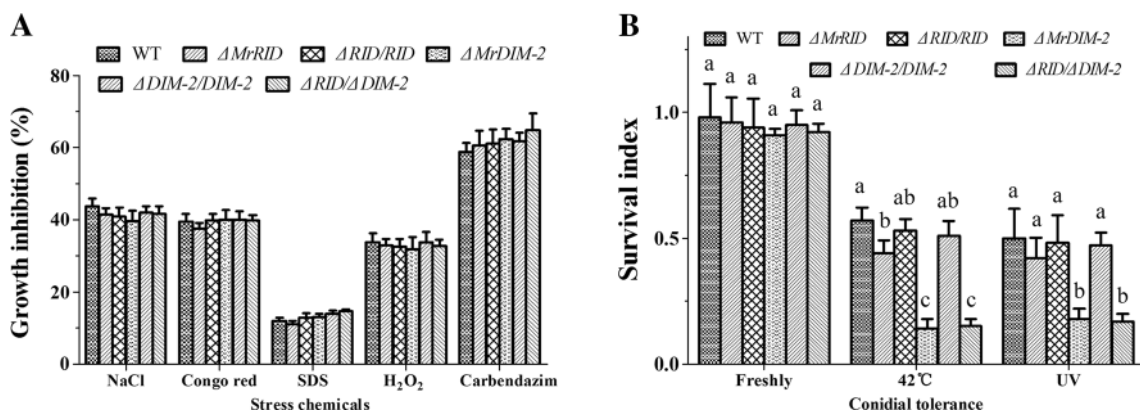 A
WT ΔMrRID ΔRID/RID ΔMrDIM-2
ΔDIM-2/DIM-2 ΔRID/ΔDIM-2
Growth inhibition (%)
80
60
40
20
0
NaCl Congo red SDS H₂O₂ Carbendazim
Stress chemicals
B
WT ΔMrRID ΔRID/RID ΔMrDIM-2
ΔDIM-2/DIM-2 ΔRID/ΔDIM-2
Survival index
1.0
0.5
0.0
a a a a a a
a b ab c ab c
a a a b a b
Freshly 42℃ UV
Conidial tolerance